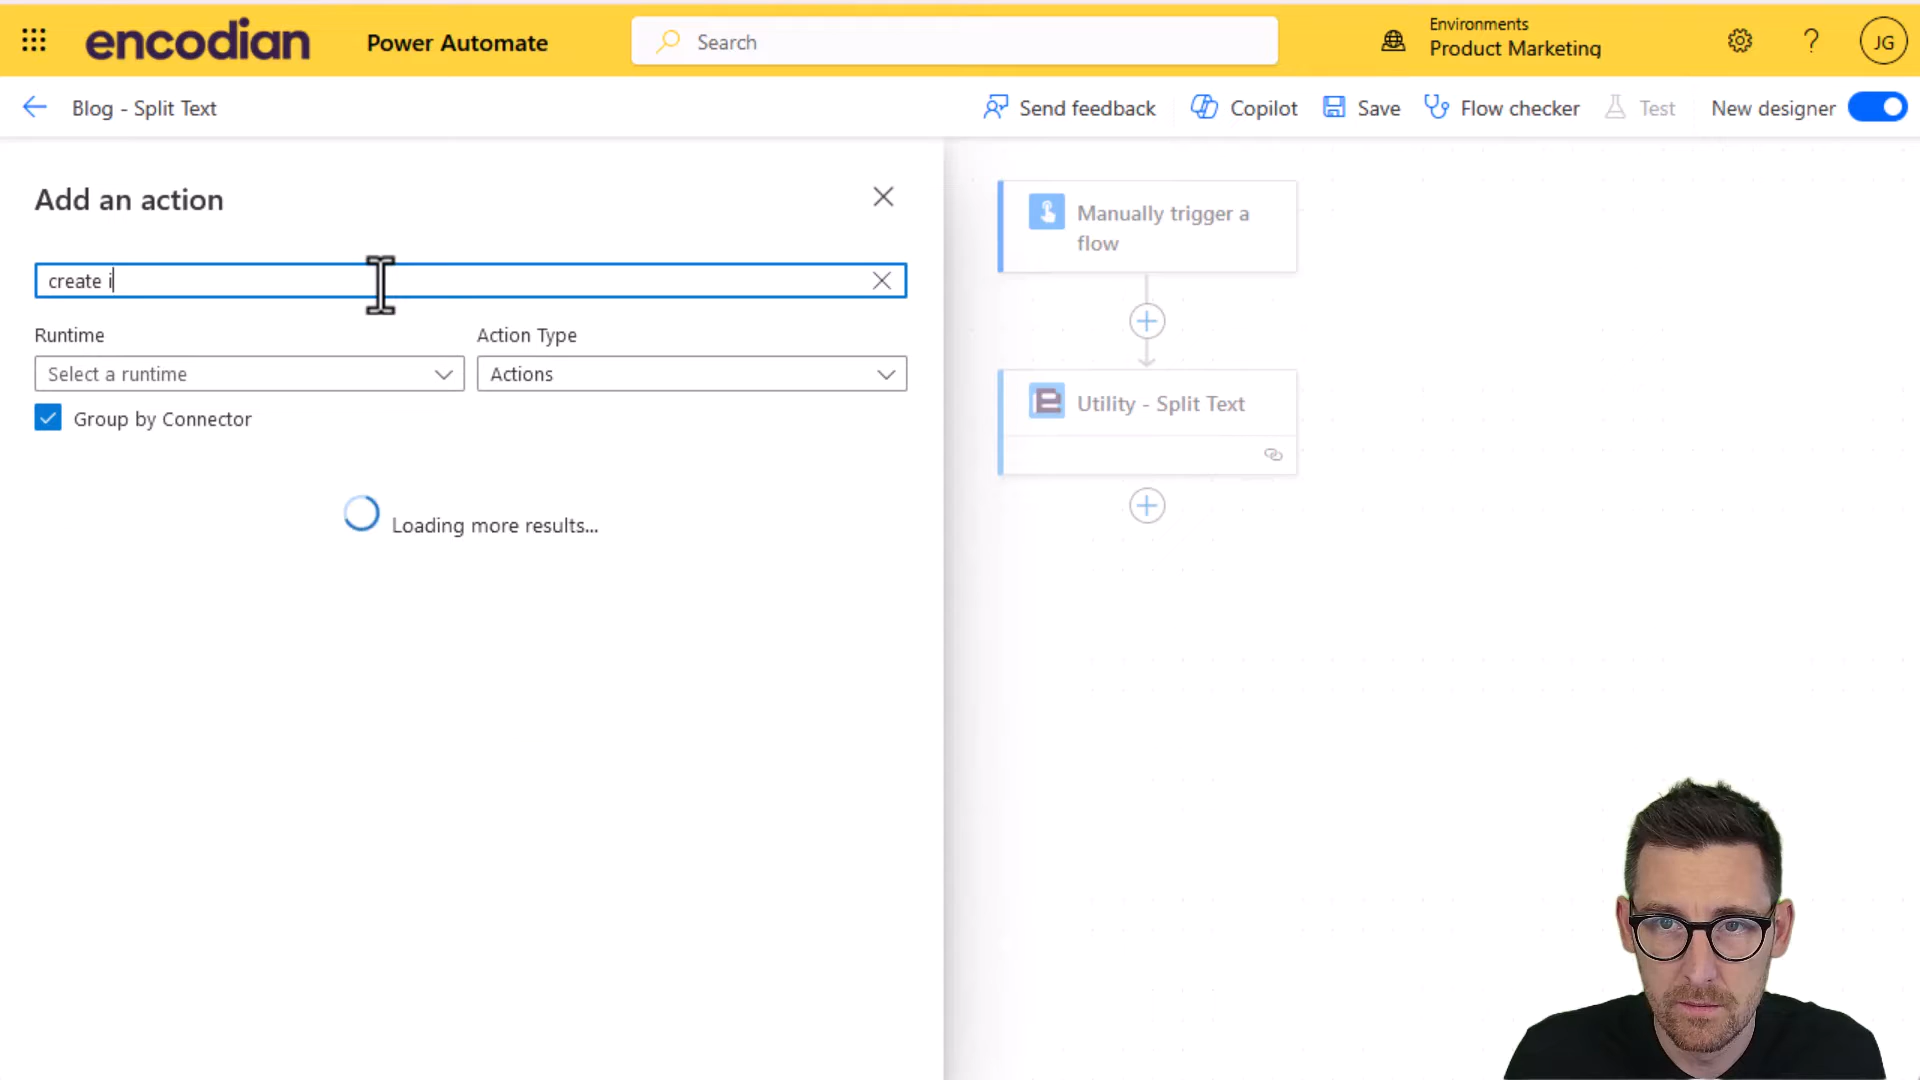 encodian
Power Automate
Search
Environments
Product Marketing
?
JG
Blog - Split Text
Send feedback
Copilot
Save
Flow checker
Test
New designer
Add an action
create i
Runtime
Action Type
Select a runtime
Actions
Group by Connector
Loading more results...
Manually trigger a
flow
Utility - Split Text